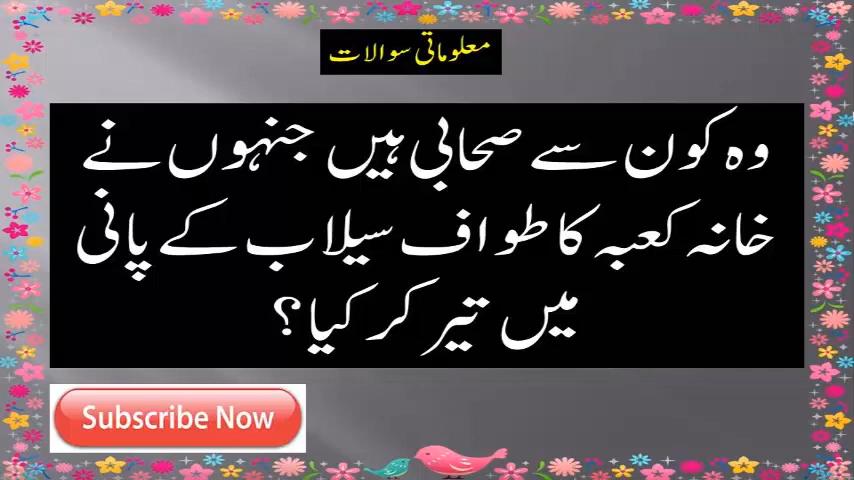 معلوماتی سوالات
وہ کون سے صحابی ہیں جنہوں نے
خانہ کعبہ کا طواف سیلاب کے پانی
میں تیر کر کیا؟
Subscribe Now